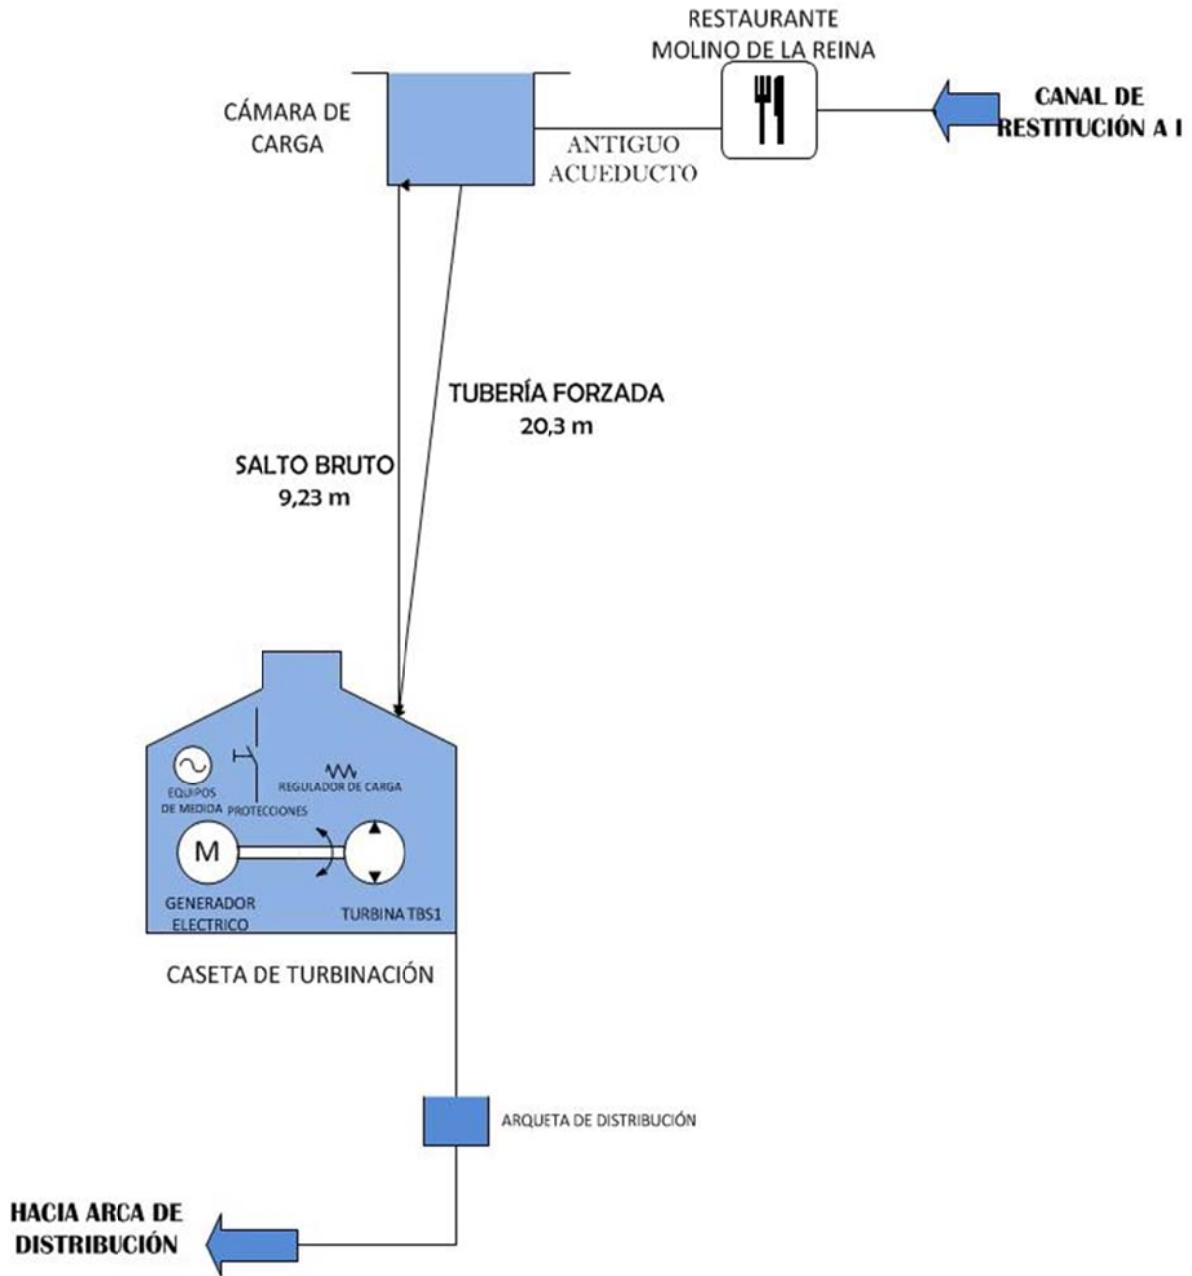 RESTAURANTE
MOLINO DE LA REINA
CÁMARA DE
CARGA
ANTIGUO
ACUEDUCTO
CANAL DE
RESTITUCIÓN A I
TUBERÍA FORZADA
20,3 m
SALTO BRUTO
9,23 m
EQUIPOS
DE MEDIDA
PROTECCIONES
REGULADOR DE CARGA
M
GENERADOR
ELECTRICO
TURBINA TBS1
CASETA DE TURBINACIÓN
ARQUETA DE DISTRIBUCIÓN
HACIA ARCA DE
DISTRIBUCIÓN